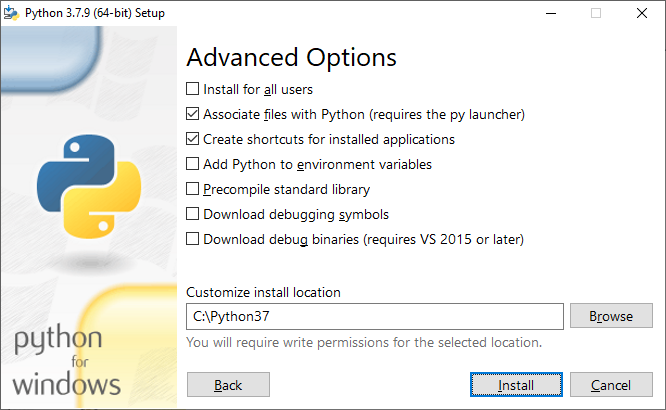 Python 3.7.9 (64-bit) Setup
Advanced Options
Install for all users
Associate files with Python (requires the py launcher)
Create shortcuts for installed applications
Add Python to environment variables
Precompile standard library
Download debugging symbols
Download debug binaries (requires VS 2015 or later)
Customize install location
C:\Python37
Browse
You will require write permissions for the selected location.
python
for
windows
Back
Install
Cancel